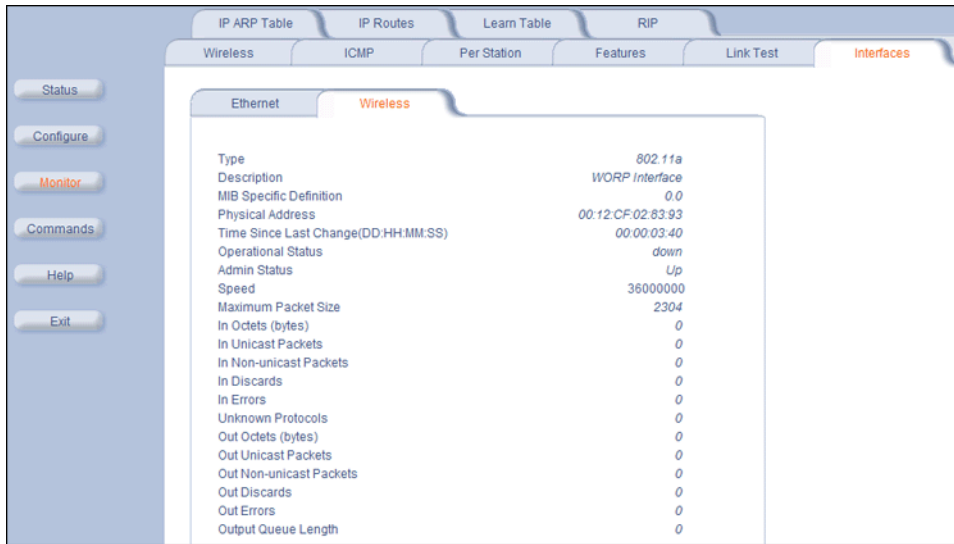 IP ARP Table IP Routes Learn Table RIP
Wireless ICMP Per Station Features Link Test Interfaces
Status
Configure
Monitor
Commands
Help
Exit
Ethernet Wireless
Type 802.11a
Description WORP Interface
MIB Specific Definition 0.0
Physical Address 00:12:CF:02:83:93
Time Since Last Change(DD:HH:MM:SS) 00:00:03:40
Operational Status down
Admin Status Up
Speed 36000000
Maximum Packet Size 2304
In Octets (bytes) 0
In Unicast Packets 0
In Non-unicast Packets 0
In Discards 0
In Errors 0
Unknown Protocols 0
Out Octets (bytes) 0
Out Unicast Packets 0
Out Non-unicast Packets 0
Out Discards 0
Out Errors 0
Output Queue Length 0